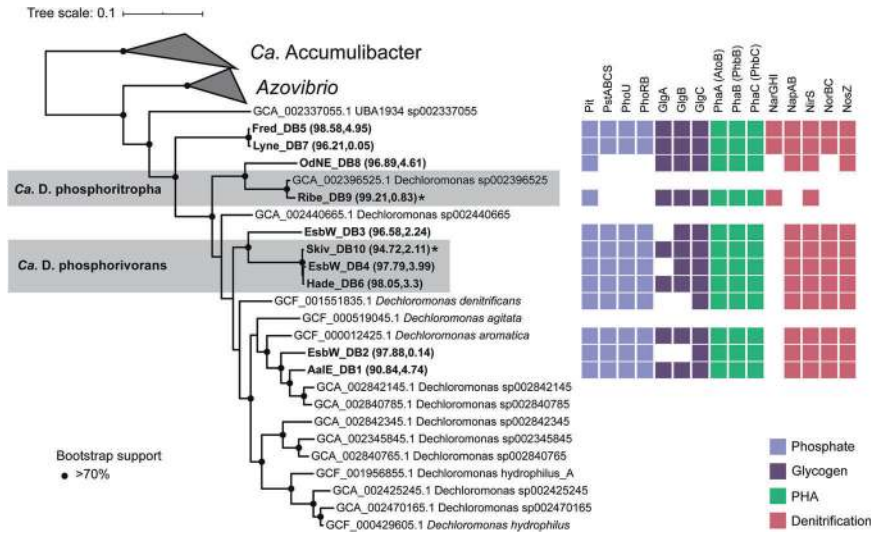 Tree scale: 0.1
Ca. Accumulibacter
Azovibrio
GCA_002337055.1 UBA1934 sp002337055
Fred_DB5 (98.58,4.95)
Lyne_DB7 (96.21,0.05)
OdNE_DB8 (96.89,4.61)
Ca. D. phosphoritropha
GCA_002396525.1 Dechloromonas sp002396525
Ribe_DB9 (99.21,0.83)*
GCA_002440665.1 Dechloromonas sp002440665
EsbW_DB3 (96.58,2.24)
Ca. D. phosphorivorans
Skiv_DB10 (94.72,2.11)*
EsbW_DB4 (97.79,3.99)
Hade_DB6 (98.05,3.3)
GCF_001551835.1 Dechloromonas denitrificans
GCF_000519045.1 Dechloromonas agitata
GCF_000012425.1 Dechloromonas aromatica
EsbW_DB2 (97.88,0.14)
AalE_DB1 (90.84,4.74)
GCA_002842145.1 Dechloromonas sp002842145
GCA_002840785.1 Dechloromonas sp002840785
GCA_002842345.1 Dechloromonas sp002842345
GCA_002345845.1 Dechloromonas sp002345845
GCA_002840765.1 Dechloromonas sp002840765
GCF_001956855.1 Dechloromonas hydrophilus_A
GCA_002425245.1 Dechloromonas sp002425245
GCA_002470165.1 Dechloromonas sp002470165
GCF_000429605.1 Dechloromonas hydrophilus
Bootstrap support
>70%
Pit
PstABCS
PhoU
PhoRB
GlgA
GlgB
GlgC
PhaA (AtoB)
PhaB (PhbB)
PhaC (PhbC)
NarGHI
NapAB
NirS
NorBC
NosZ
Phosphate
Glycogen
PHA
Denitrification